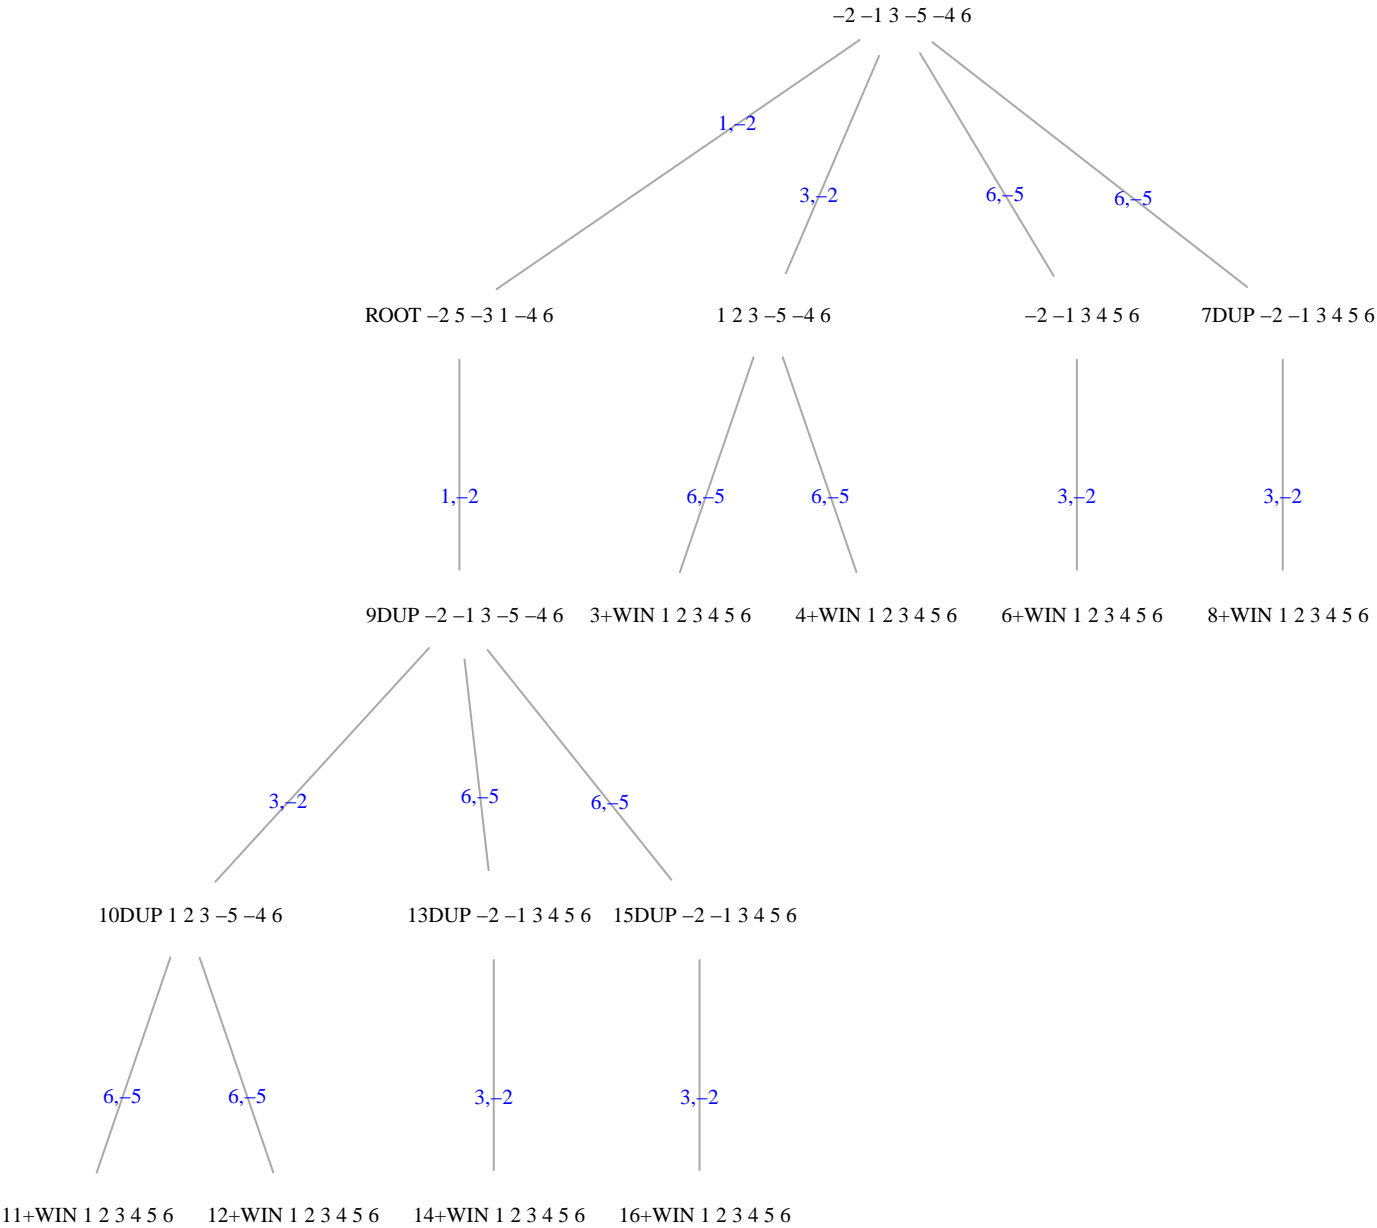 −2 −1 3 −5 −4 6
1,−2
3,−2
6,−5
6,−5
ROOT −2 5 −3 1 −4 6
1 2 3 −5 −4 6
−2 −1 3 4 5 6
7DUP −2 −1 3 4 5 6
1,−2
6,−5
6,−5
3,−2
3,−2
9DUP −2 −1 3 −5 −4 6
3+WIN 1 2 3 4 5 6
4+WIN 1 2 3 4 5 6
6+WIN 1 2 3 4 5 6
8+WIN 1 2 3 4 5 6
3,−2
6,−5
6,−5
10DUP 1 2 3 −5 −4 6
13DUP −2 −1 3 4 5 6
15DUP −2 −1 3 4 5 6
6,−5
6,−5
3,−2
3,−2
11+WIN 1 2 3 4 5 6
12+WIN 1 2 3 4 5 6
14+WIN 1 2 3 4 5 6
16+WIN 1 2 3 4 5 6